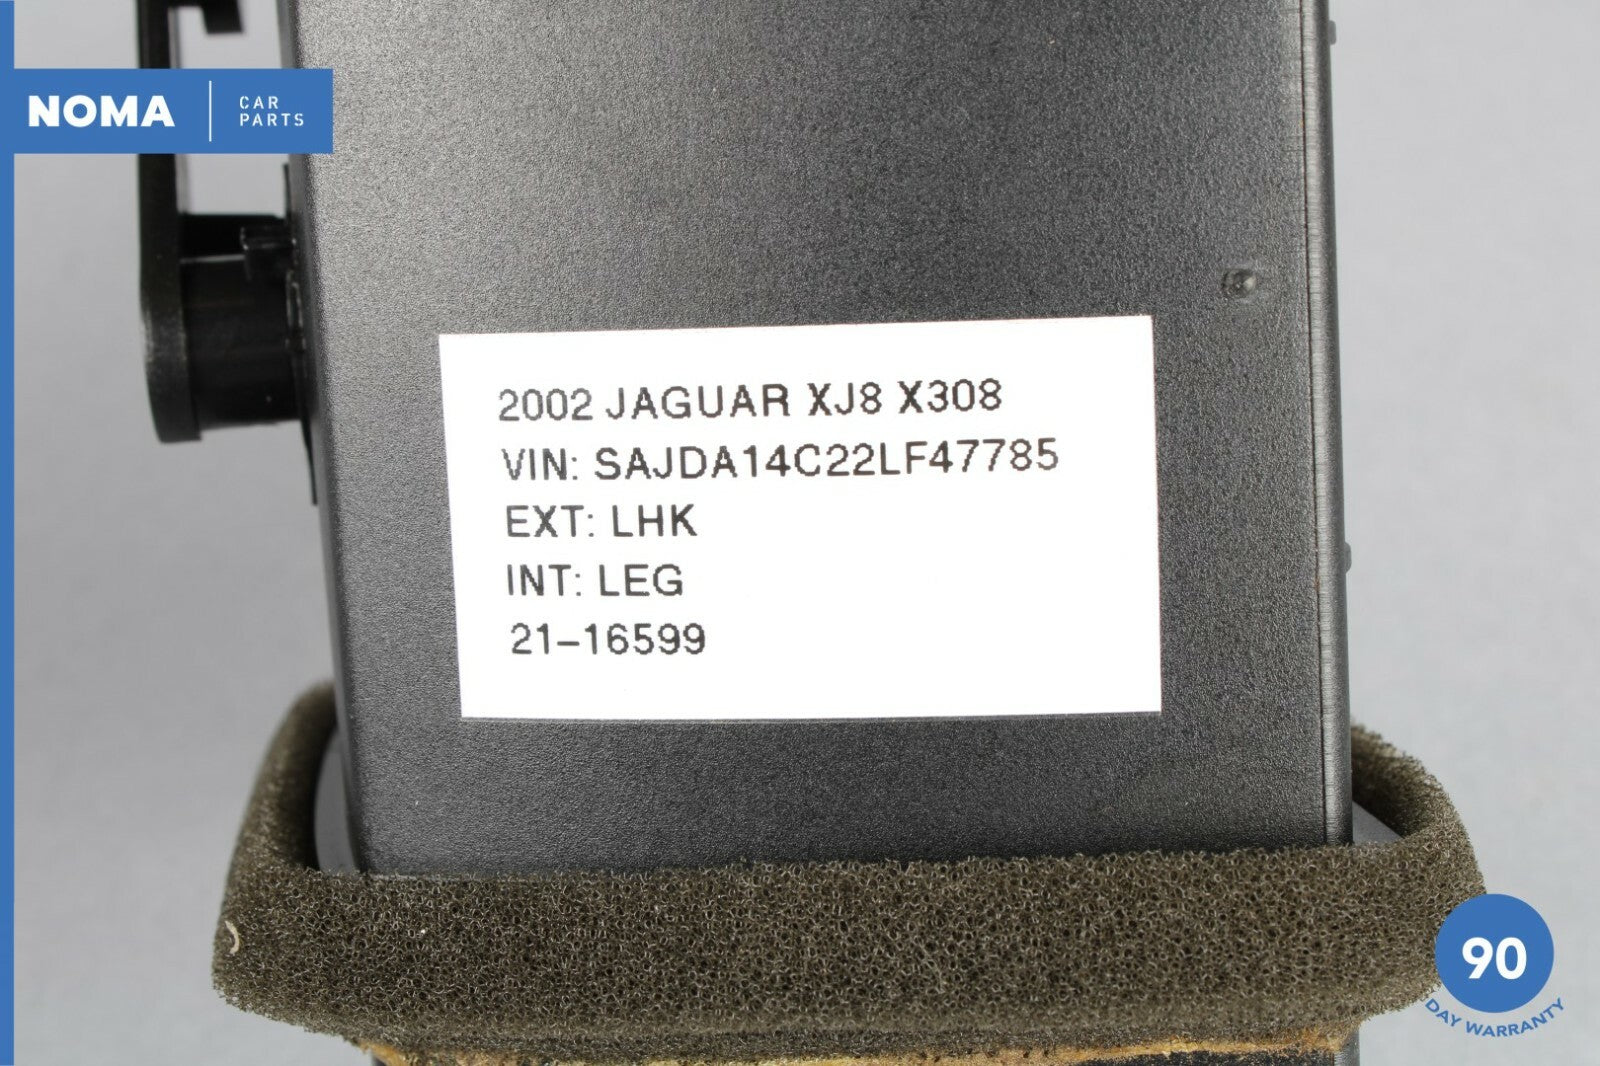 NOMA
CAR
PARTS
2002 JAGUAR XJ8 X308
VIN: SAJDA14C22LF47785
EXT: LHK
INT: LEG
21-16599
90
DAY WARRANTY